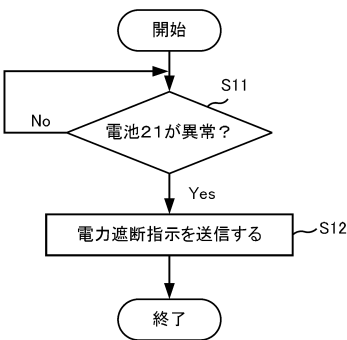 開始
S11
電池21が異常？
No
Yes
電力遮断指示を送信する
S12
終了